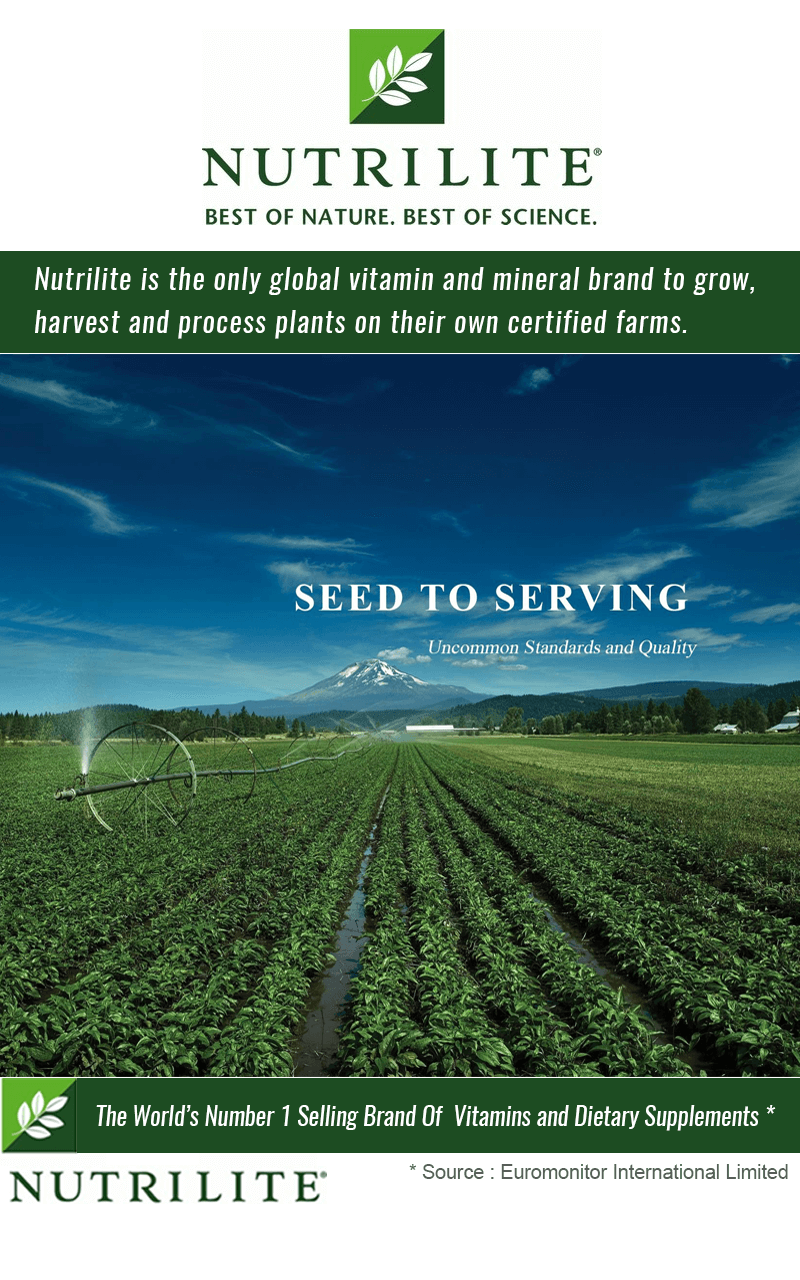 NUTRILITE®
BEST OF NATURE. BEST OF SCIENCE.
Nutrilite is the only global vitamin and mineral brand to grow,
harvest and process plants on their own certified farms.
SEED TO SERVING
Uncommon Standards and Quality
The World's Number 1 Selling Brand Of  Vitamins and Dietary Supplements *
NUTRILITE®
* Source : Euromonitor International Limited